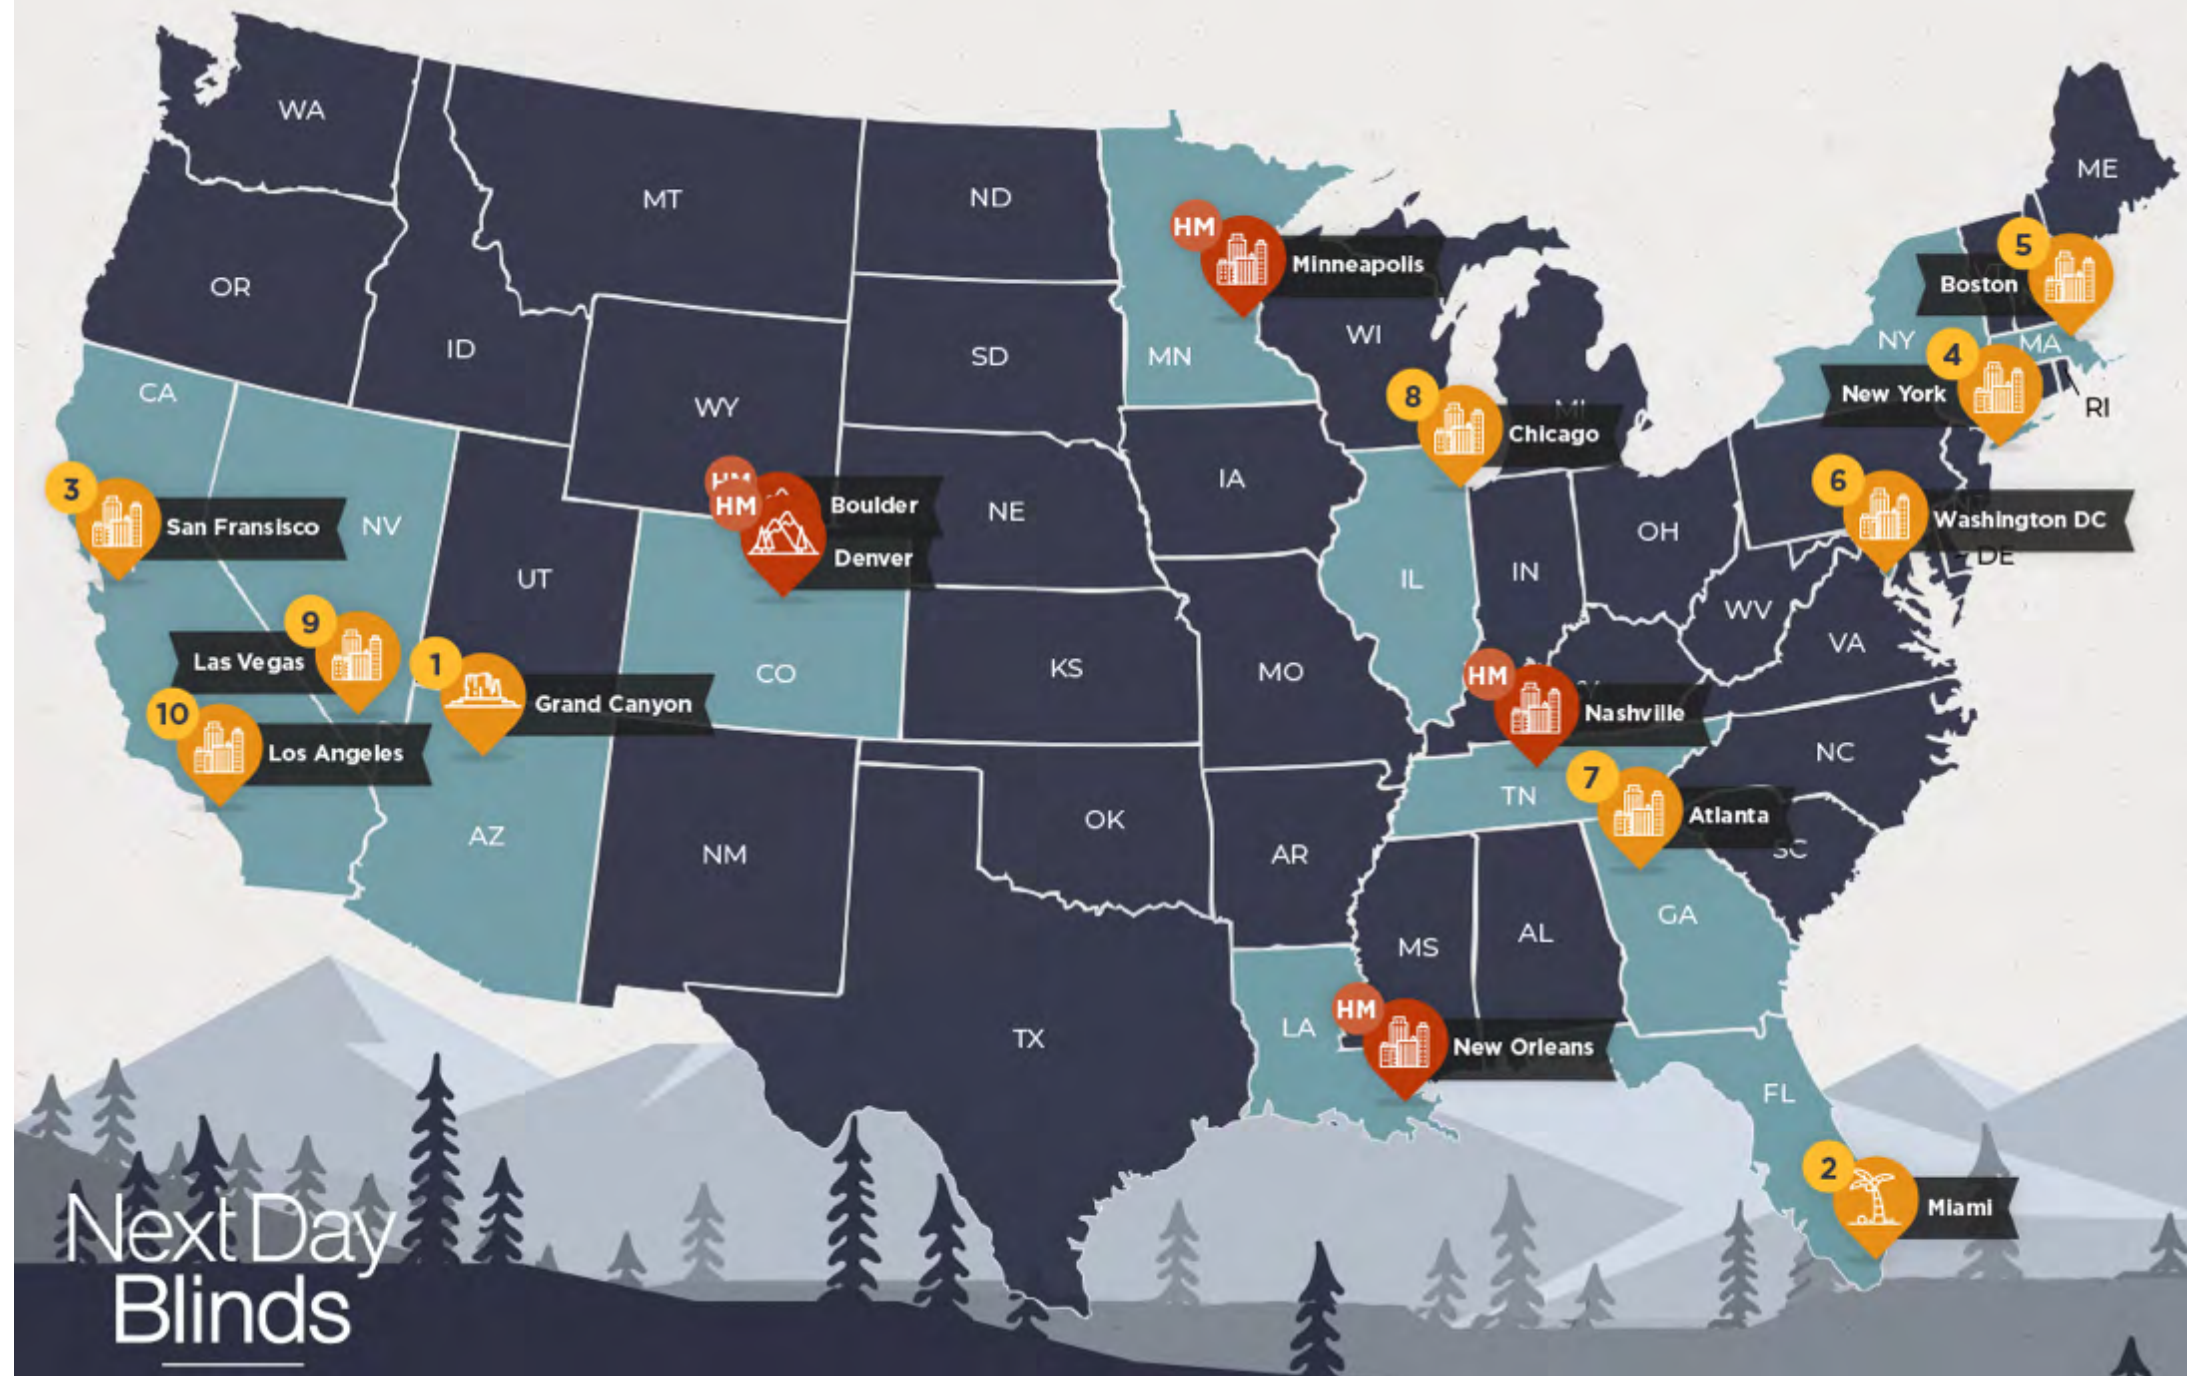 WA
MT
ND
ME
HM
Minneapolis
5
Boston
OR
ID
SD
MN
WI
NY
MA
4
New York
RI
CA
WY
8
MI
Chicago
3
San Fransisco
NV
HM
HM
Boulder
Denver
NE
IA
6
Washington DC
DE
UT
IL
IN
OH
WV
VA
9
Las Vegas
1
Grand Canyon
CO
KS
MO
HM
Nashville
10
Los Angeles
NC
7
Atlanta
TN
SC
AZ
NM
OK
AR
GA
MS
AL
HM
New Orleans
LA
TX
FL
2
Miami
Next Day
Blinds